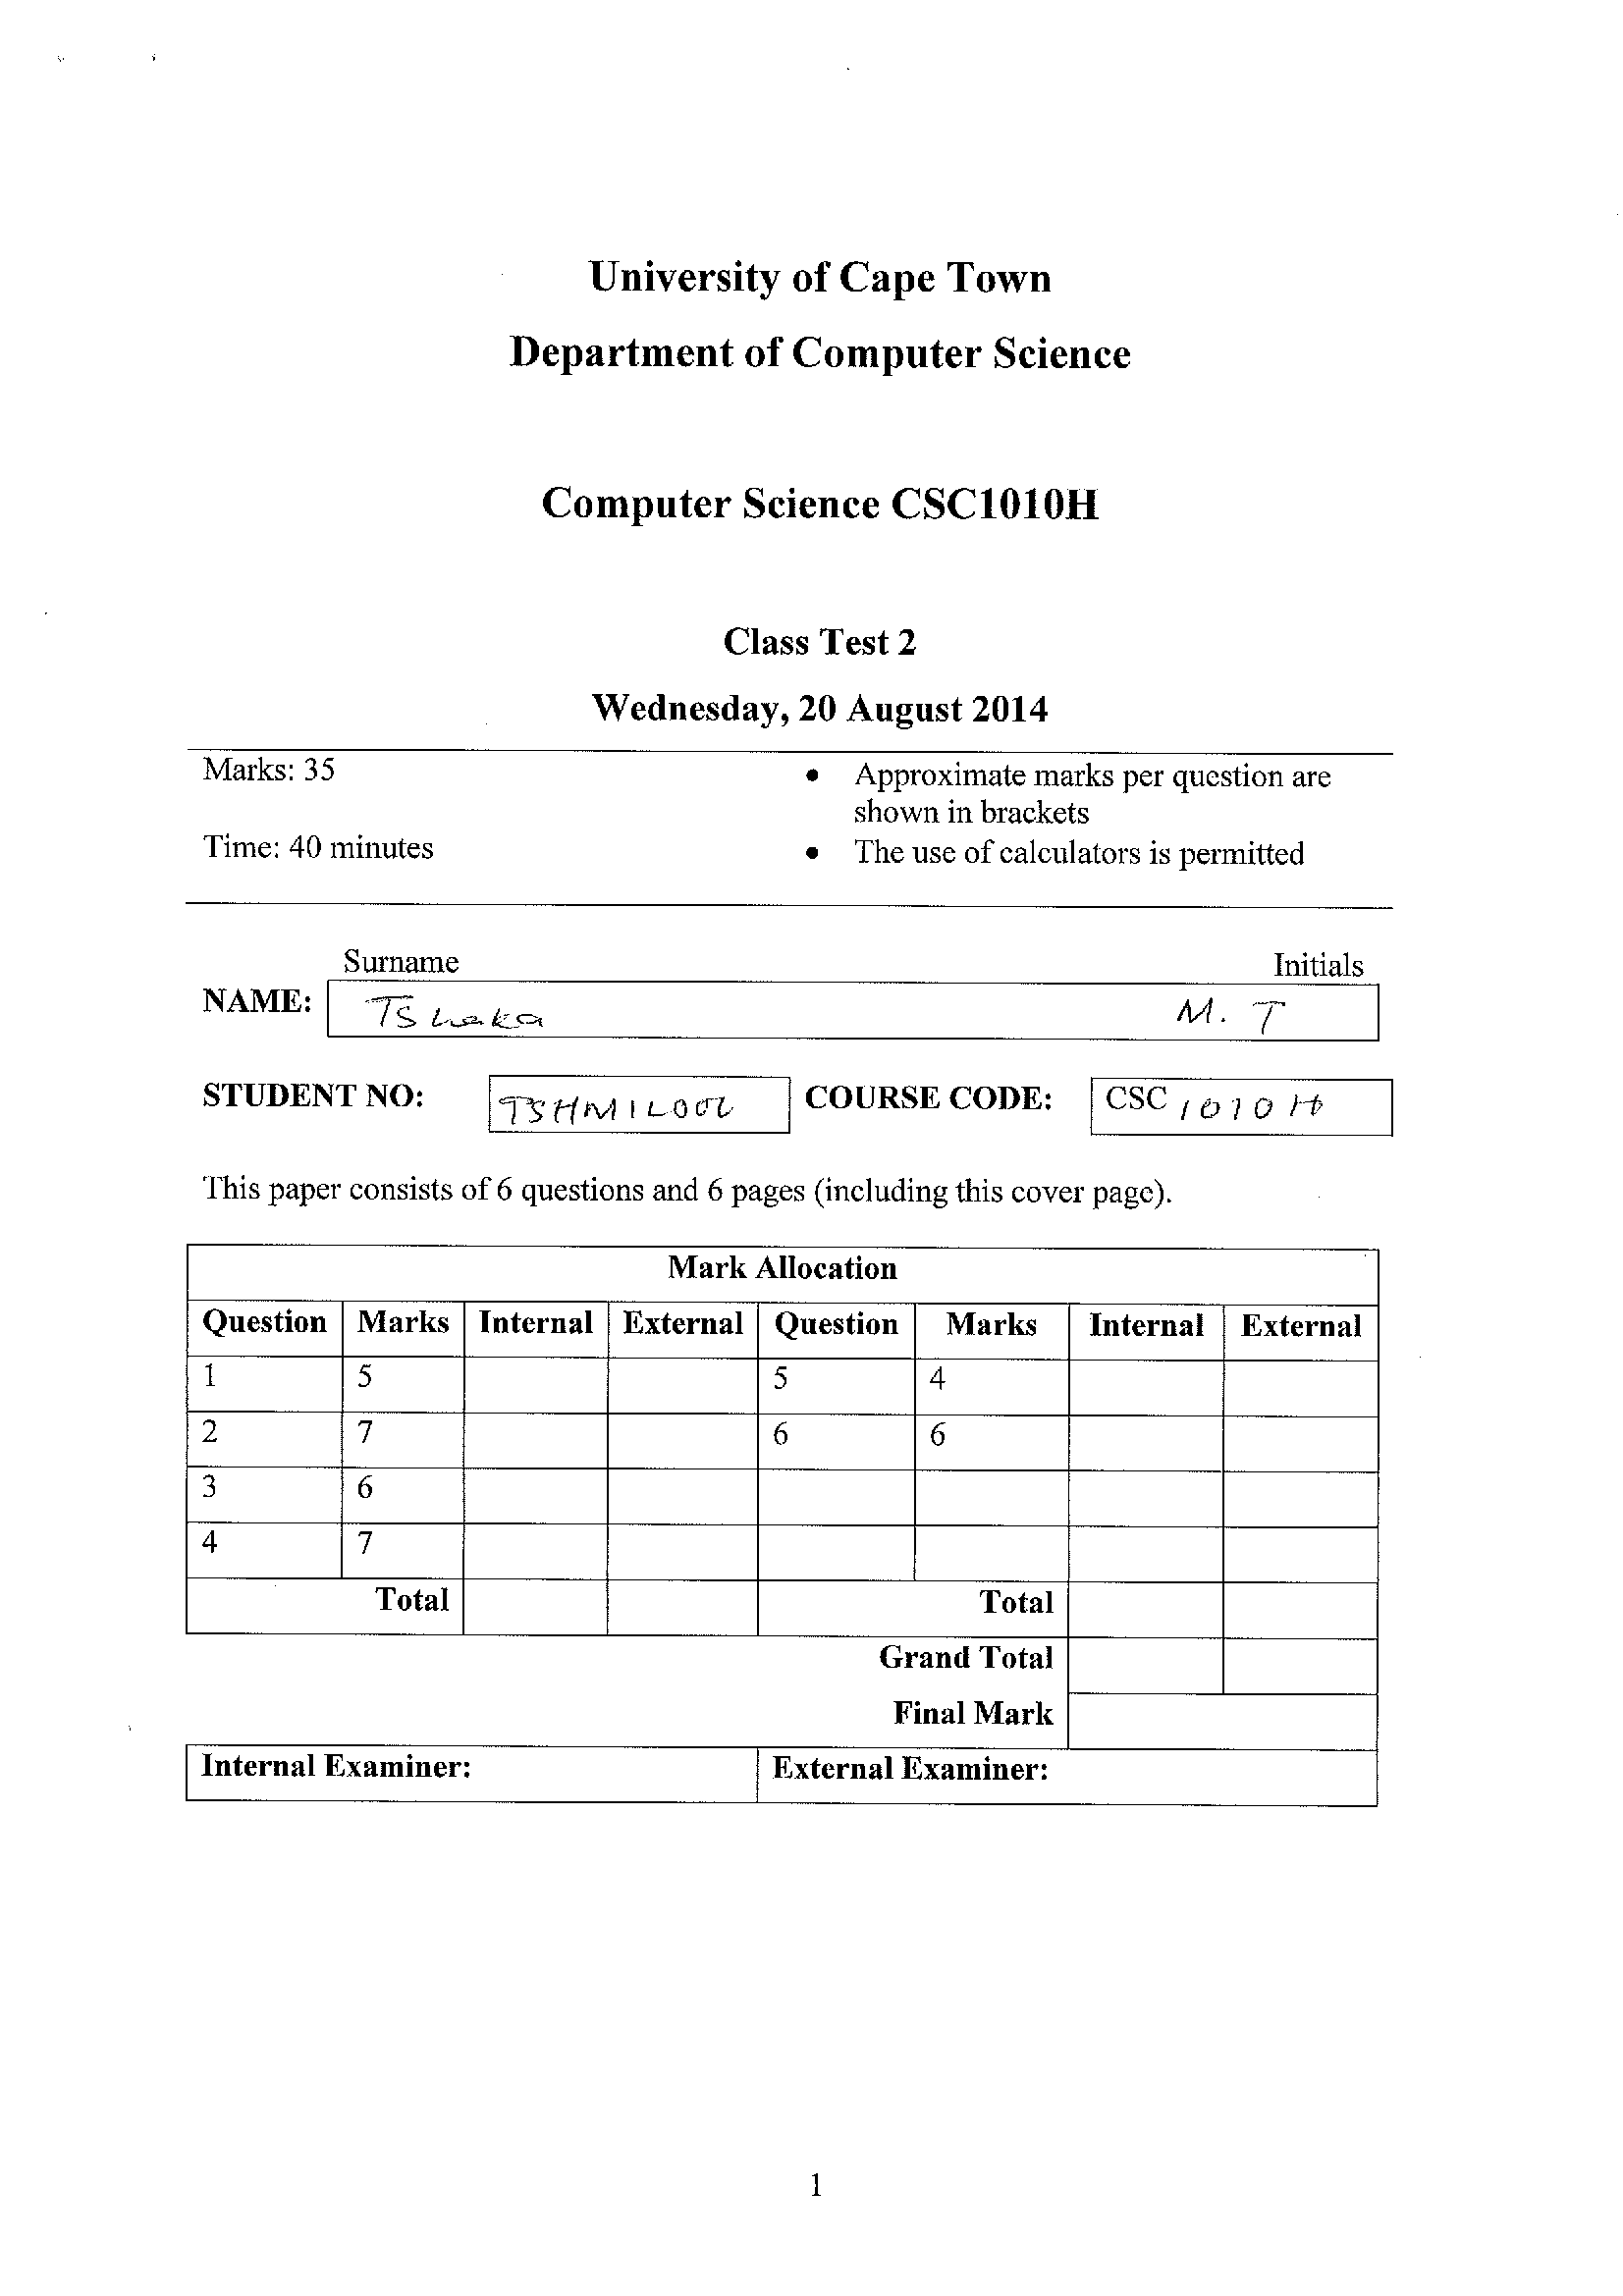 University of Cape Town
Department of Computer Science
Computer Science CSC1010H
Class Test 2
Wednesday, 20 August 2014
Marks: 35
Time: 40 minutes
• Approximate marks per question are
shown in brackets
• The use of calculators is permitted
Surname Initials
NAME: Tshaka M. T
STUDENT NO: COURSE CODE: CSC 1010H
This paper consists of 6 questions and 6 pages (including this cover page).
Mark Allocation
Question Marks Internal External Question Marks Internal External
1 5 5 4
2 7 6 6
3 6
4 7
Total Total
Grand Total
Final Mark
Internal Examiner: External Examiner:
1